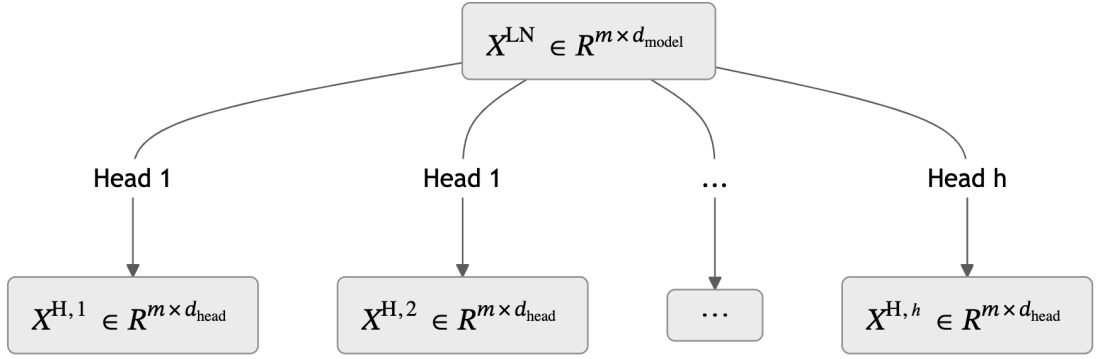 X^LN ∈ R^{m × d_model}
Head 1 Head 1 ... Head h
X^{H, 1} ∈ R^{m × d_head} X^{H, 2} ∈ R^{m × d_head} ... X^{H, h} ∈ R^{m × d_head}